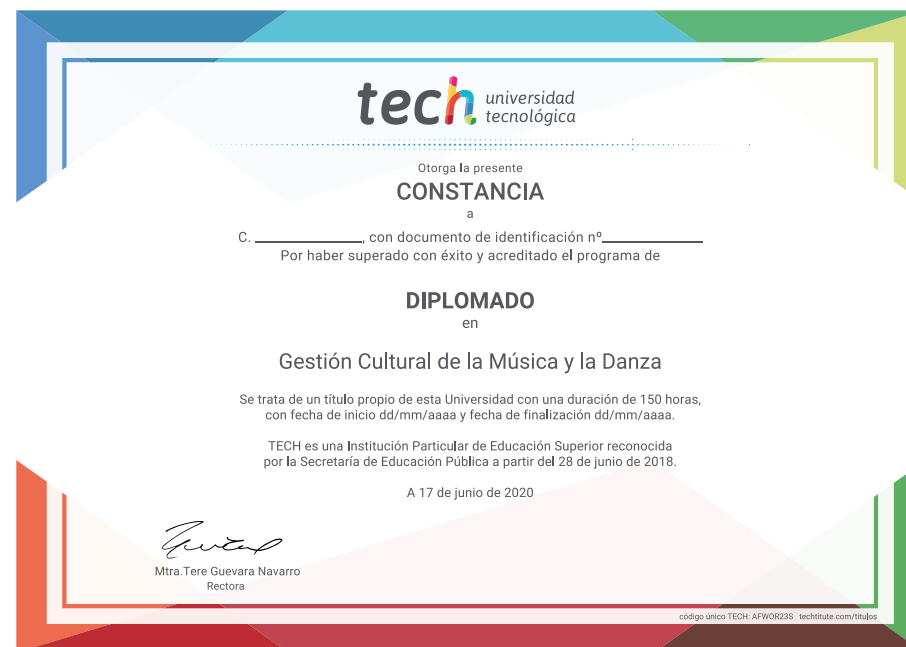 tech universidad
tecnológica
Otorga la presente
CONSTANCIA
a
C. ____________, con documento de identificación nº____________
Por haber superado con éxito y acreditado el programa de
DIPLOMADO
en
Gestión Cultural de la Música y la Danza
Se trata de un título propio de esta Universidad con una duración de 150 horas,
con fecha de inicio dd/mm/aaaa y fecha de finalización dd/mm/aaaa.
TECH es una Institución Particular de Educación Superior reconocida
por la Secretaría de Educación Pública a partir del 28 de junio de 2018.
A 17 de junio de 2020
Mtra.Tere Guevara Navarro
Rectora
código único TECH: AFWOR23S techtitute.com/titulos